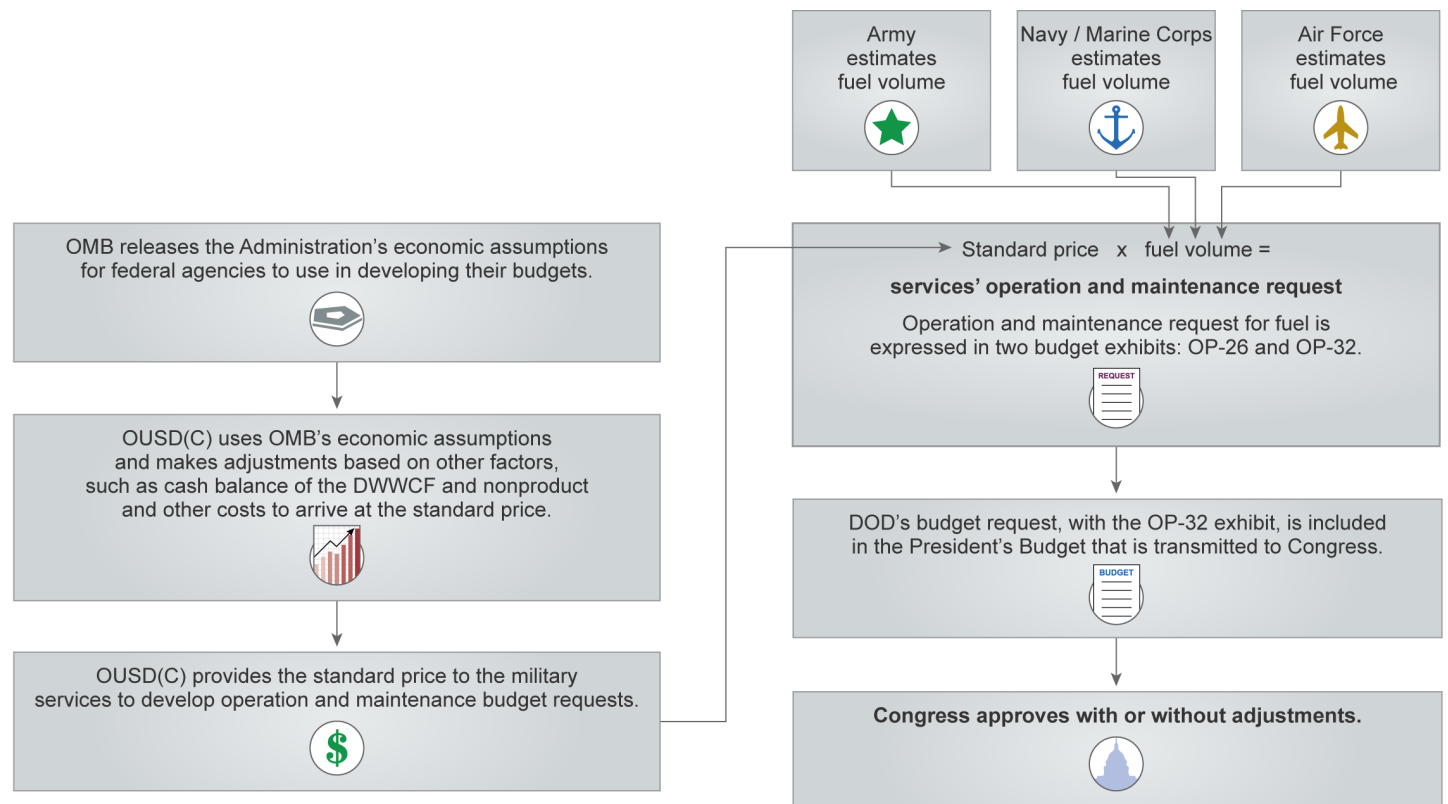 Army
estimates
fuel volume
Navy / Marine Corps
estimates
fuel volume
Air Force
estimates
fuel volume
OMB releases the Administration's economic assumptions
for federal agencies to use in developing their budgets.
OUSD(C) uses OMB's economic assumptions
and makes adjustments based on other factors,
such as cash balance of the DWWCF and nonproduct
and other costs to arrive at the standard price.
OUSD(C) provides the standard price to the military
services to develop operation and maintenance budget requests.
$
Standard price x fuel volume =
services' operation and maintenance request
Operation and maintenance request for fuel is
expressed in two budget exhibits: OP-26 and OP-32.
REQUEST
DOD's budget request, with the OP-32 exhibit, is included
in the President's Budget that is transmitted to Congress.
BUDGET
Congress approves with or without adjustments.